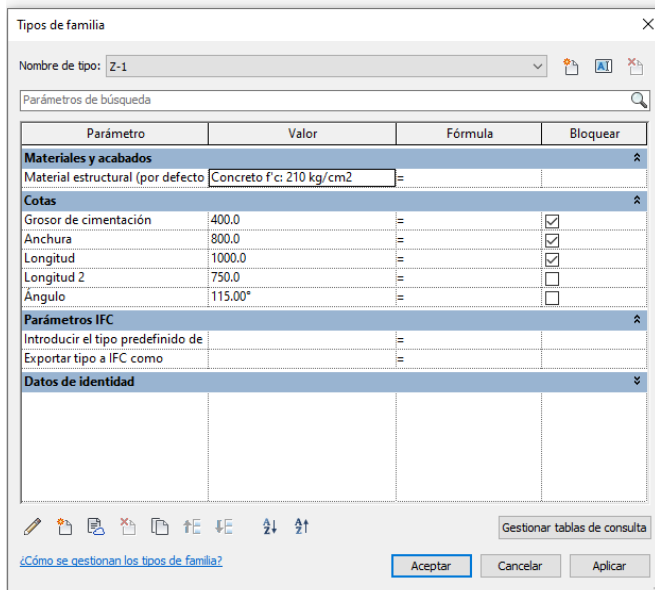 Tipos de familia
Nombre de tipo: Z-1
Parámetros de búsqueda
Parámetro Valor Fórmula Bloquear
Materiales y acabados
Material estructural (por defecto Concreto f'c: 210 kg/cm2 =
Cotas
Grosor de cimentación 400.0 =
Anchura 800.0 =
Longitud 1000.0 =
Longitud 2 750.0 =
Ángulo 115.00° =
Parámetros IFC
Introducir el tipo predefinido de =
Exportar tipo a IFC como =
Datos de identidad
Gestionar tablas de consulta
¿Cómo se gestionan los tipos de familia?
Aceptar Cancelar Aplicar